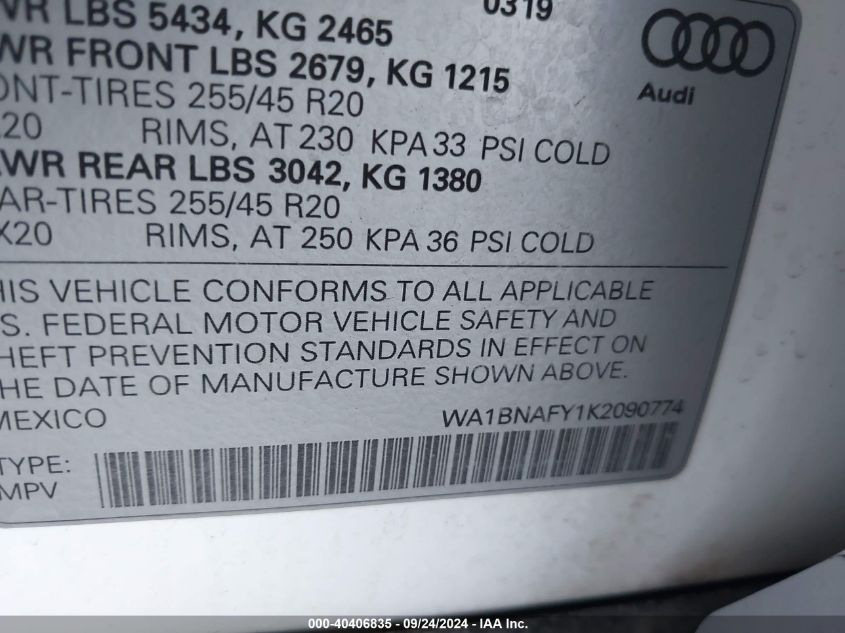 0319
WR LBS 5434, KG 2465
WR FRONT LBS 2679, KG 1215
ONT-TIRES 255/45 R20
20 RIMS, AT 230 KPA 33 PSI COLD
WR REAR LBS 3042, KG 1380
AR-TIRES 255/45 R20
X20 RIMS, AT 250 KPA 36 PSI COLD
Audi
HIS VEHICLE CONFORMS TO ALL APPLICABLE
.S. FEDERAL MOTOR VEHICLE SAFETY AND
HEFT PREVENTION STANDARDS IN EFFECT ON
HE DATE OF MANUFACTURE SHOWN ABOVE.
MEXICO WA1BNAFY1K2090774
TYPE:
MPV
000-40406835 - 09/24/2024 - IAA Inc.